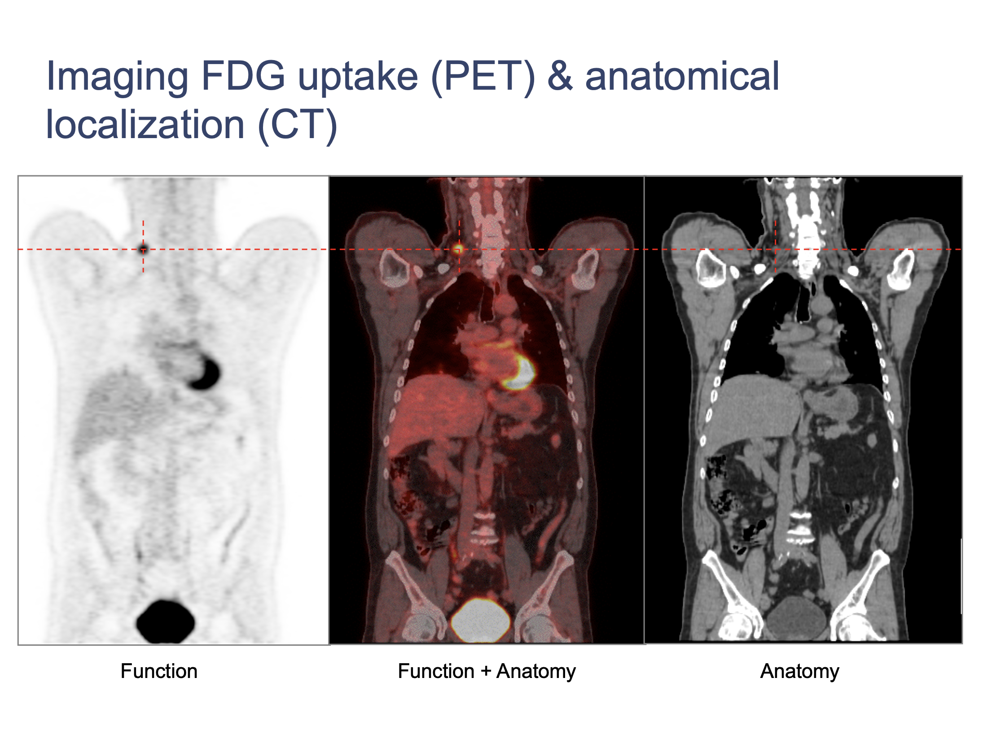 Imaging FDG uptake (PET) & anatomical
localization (CT)
Function
Function + Anatomy
Anatomy